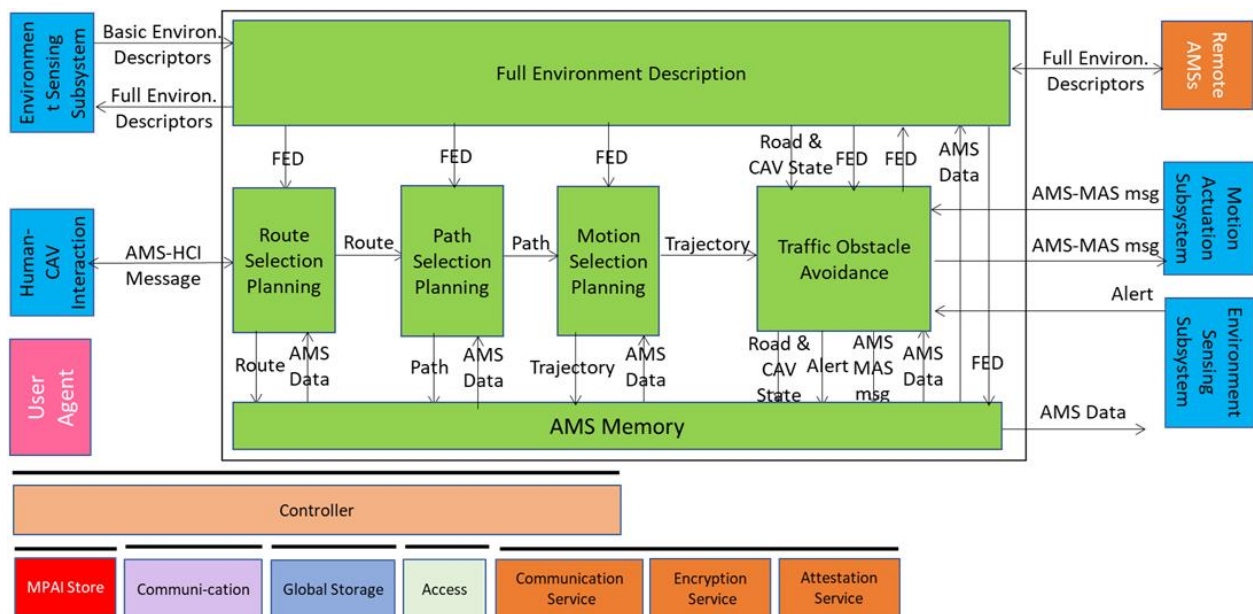 Environmen
t Sensing
Subsystem
Basic Environ.
Descriptors
Full Environ.
Descriptors
Full Environment Description
Full Environ.
Descriptors
Remote
AMSs
FED
FED
FED
Road &
CAV State
FED
FED
AMS
Data
Human-
CAV
Interaction
AMS-HCI
Message
Route
Selection
Planning
Route
Path
Selection
Planning
Path
Motion
Selection
Planning
Trajectory
Traffic Obstacle
Avoidance
AMS-MAS msg
AMS-MAS msg
Motion
Actuation
Subsystem
Alert
Environment
Sensing
Subsystem
User
Agent
Route
AMS
Data
Path
AMS
Data
Trajectory
AMS
Data
Road &
CAV
State
Alert
AMS
MAS
msg
AMS
Data
FED
AMS Memory
AMS Data
Controller
MPAI Store
Communi-cation
Global Storage
Access
Communication
Service
Encryption
Service
Attestation
Service